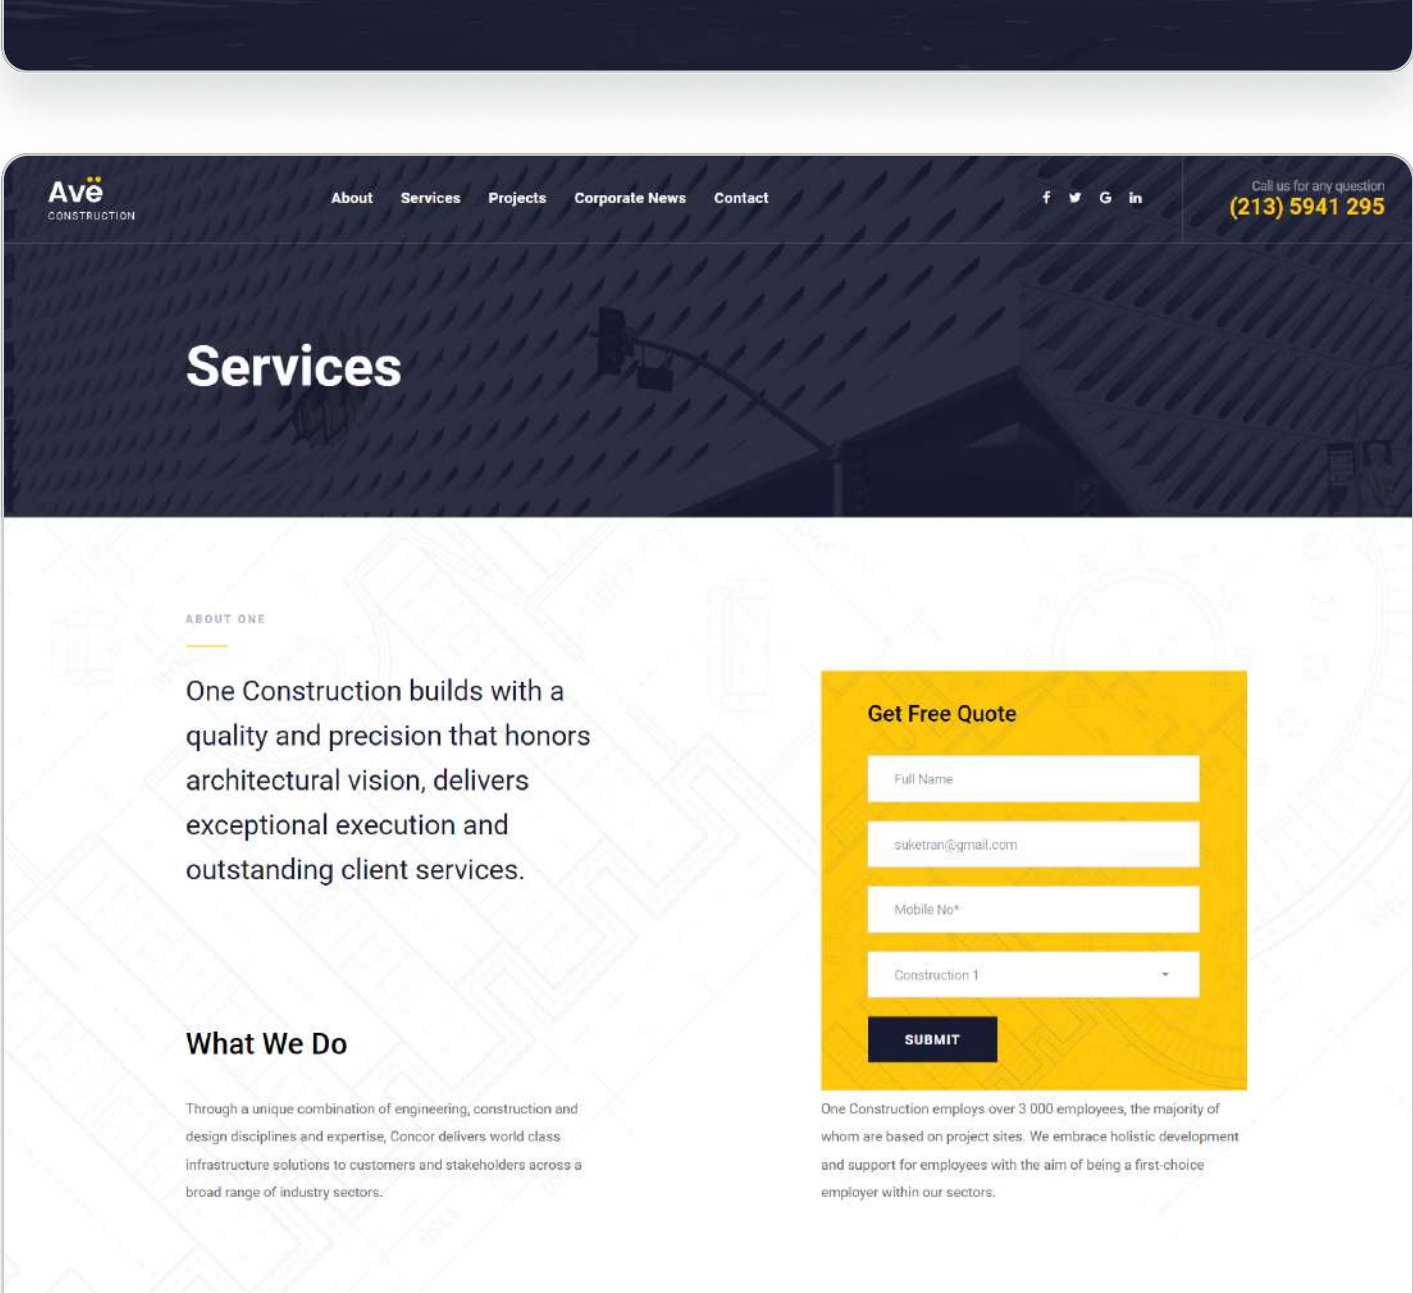 Avë
CONSTRUCTION
About Services Projects Corporate News Contact
f G in
Call us for any question
(213) 5941 295
Services
ABOUT ONE
One Construction builds with a
quality and precision that honors
architectural vision, delivers
exceptional execution and
outstanding client services.
Get Free Quote
Full Name
suketran@gmail.com
Mobile No*
Construction 1
SUBMIT
What We Do
Through a unique combination of engineering, construction and
design disciplines and expertise, Concor delivers world class
infrastructure solutions to customers and stakeholders across a
broad range of industry sectors.
One Construction employs over 3 000 employees, the majority of
whom are based on project sites. We embrace holistic development
and support for employees with the aim of being a first-choice
employer within our sectors.